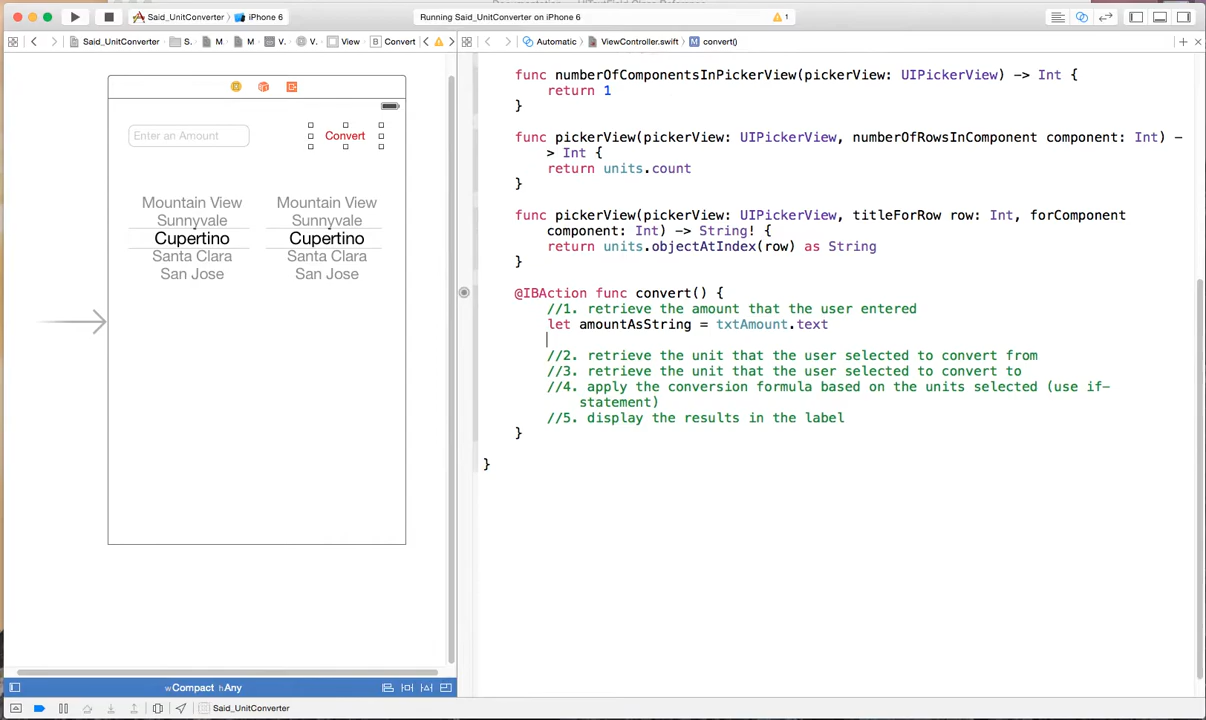 Documentation - UITextField Class Reference
Said_UnitConverter iPhone 6
Running Said_UnitConverter on iPhone 6
1
Said_UnitConverter S. M M V. V. View B Convert
Automatic ViewController.swift M convert()
Enter an Amount
Convert
Mountain View Mountain View
Sunnyvale Sunnyvale
Cupertino Cupertino
Santa Clara Santa Clara
San Jose San Jose
func numberOfComponentsInPickerView(pickerView: UIPickerView) -> Int {
return 1
}
func pickerView(pickerView: UIPickerView, numberOfRowsInComponent component: Int) -
> Int {
return units.count
}
func pickerView(pickerView: UIPickerView, titleForRow row: Int, forComponent
component: Int) -> String! {
return units.objectAtIndex(row) as String
}
@IBAction func convert() {
//1. retrieve the amount that the user entered
let amountAsString = txtAmount.text
//2. retrieve the unit that the user selected to convert from
//3. retrieve the unit that the user selected to convert to
//4. apply the conversion formula based on the units selected (use if-
statement)
//5. display the results in the label
}
}
wCompact hAny
Said_UnitConverter